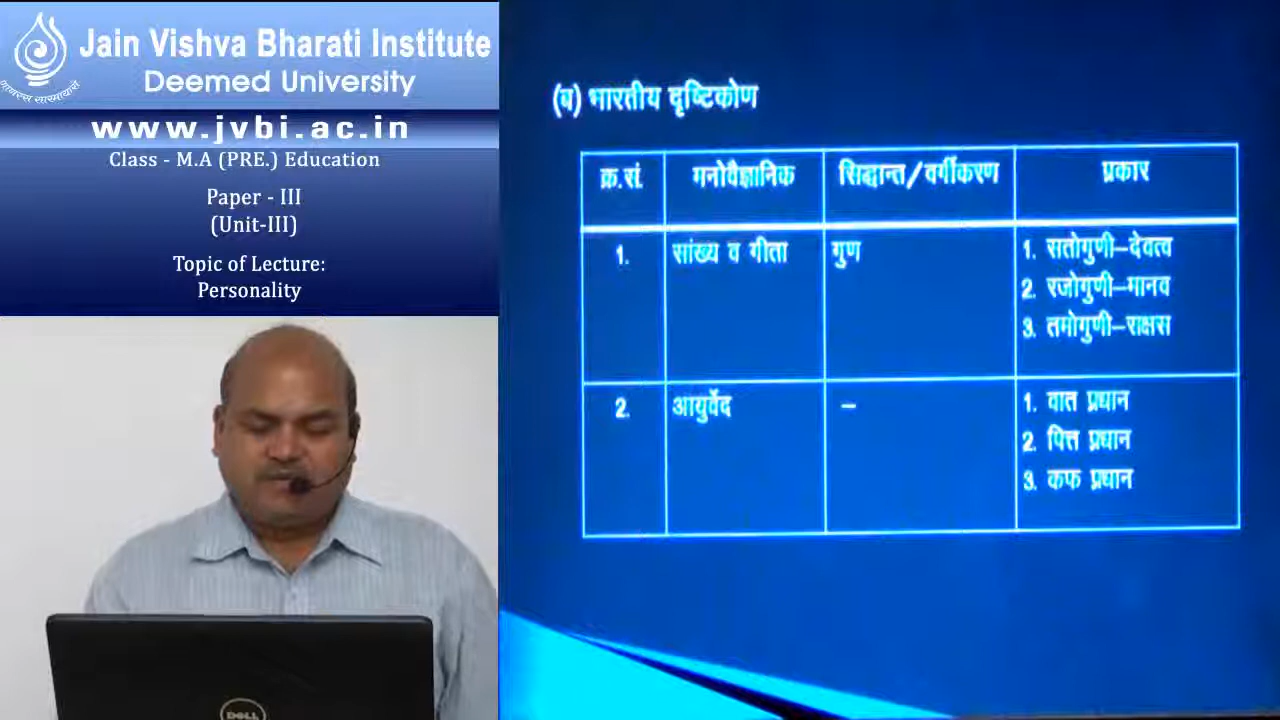 Jain Vishva Bharati Institute
Deemed University
www.jvbi.ac.in
Class - M.A (PRE.) Education
Paper - III
(Unit-III)
Topic of Lecture:
Personality
(ब) भारतीय दृष्टिकोण
क्र.सं. मनोवैज्ञानिक सिद्धान्त/वर्गीकरण प्रकार
1. सांख्य व गीता गुण 1. सतोगुणी–देवत्व
2. रजोगुणी–मानव
3. तमोगुणी–राक्षस
2. आयुर्वेद – 1. वात प्रधान
2. पित्त प्रधान
3. कफ प्रधान
DELL